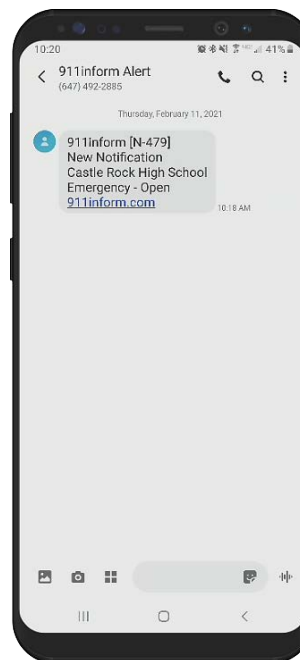 10:20
41%
911inform Alert
(647) 492-2885
Thursday, February 11, 2021
911inform [N-479]
New Notification
Castle Rock High School
Emergency - Open
911inform.com
10:18 AM